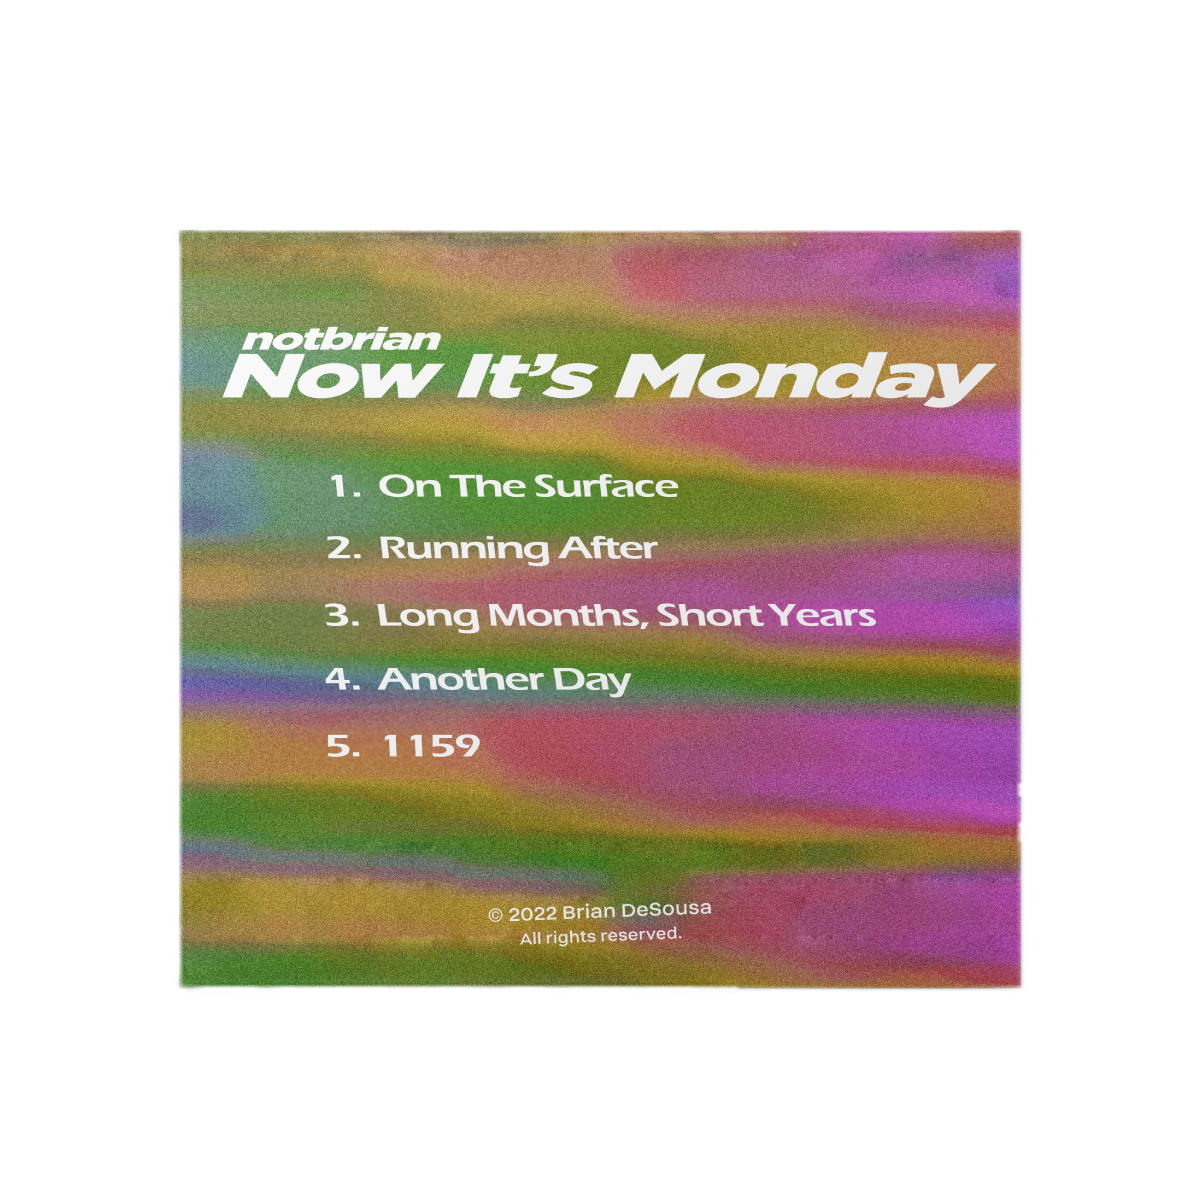 notbrian
Now It’s Monday
1. On The Surface
2. Running After
3. Long Months, Short Years
4. Another Day
5. 1159
© 2022 Brian DeSousa
All rights reserved.